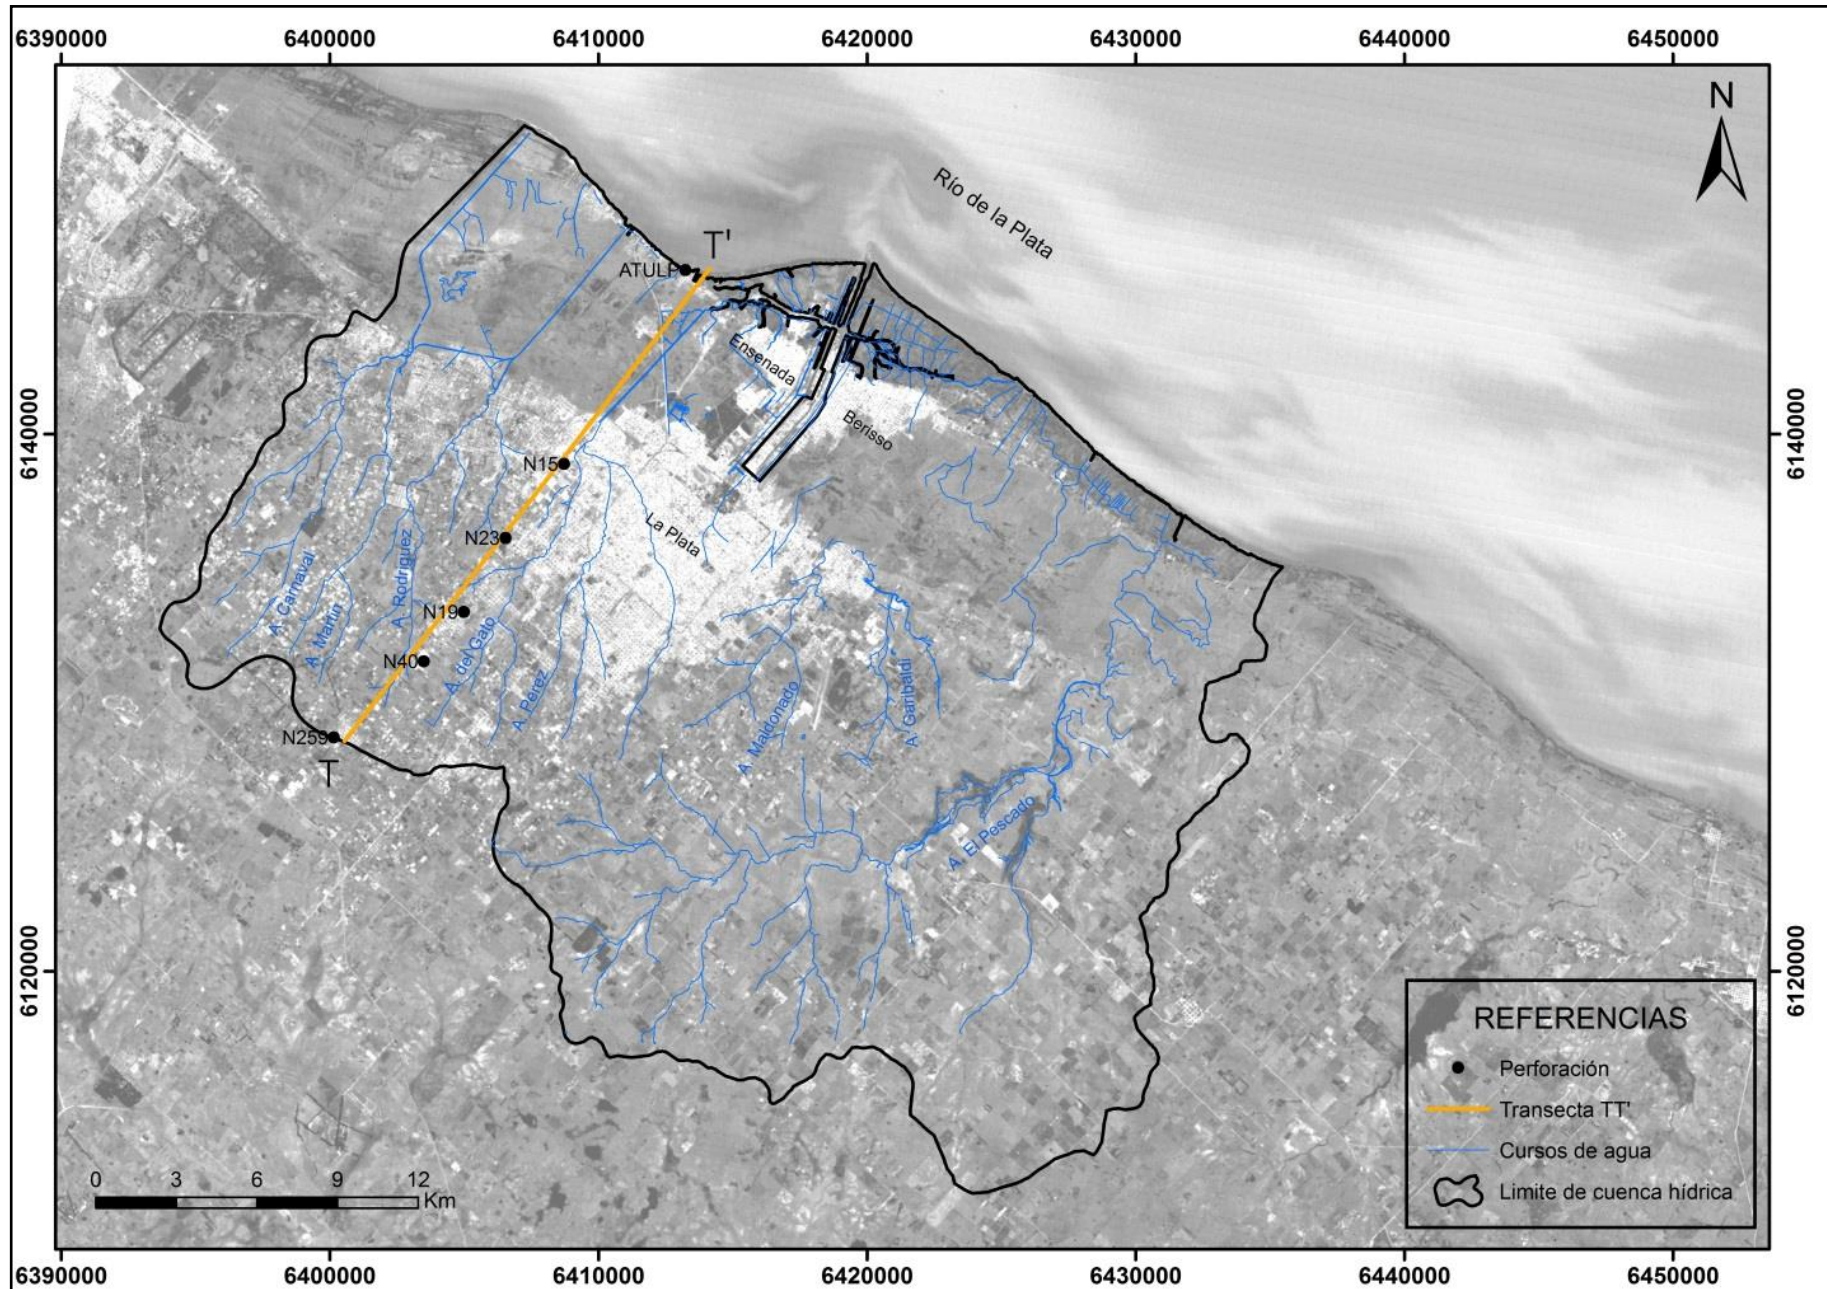 6390000 6400000 6410000 6420000 6430000 6440000 6450000
N
Río de la Plata
T'
ATULP
Ensenada
Berisso
6140000 6140000
N15
La Plata
N23
A. Carnaval
A. Martín
A. Rodriguez
N19
A. del Gato
N40
A. Perez
A. Maldonado
A. Garibaldi
N259
T
A. El Pescado
6120000 6120000
REFERENCIAS
Perforación
Transecta TT'
Cursos de agua
Limite de cuenca hídrica
0 3 6 9 12
Km
6390000 6400000 6410000 6420000 6430000 6440000 6450000